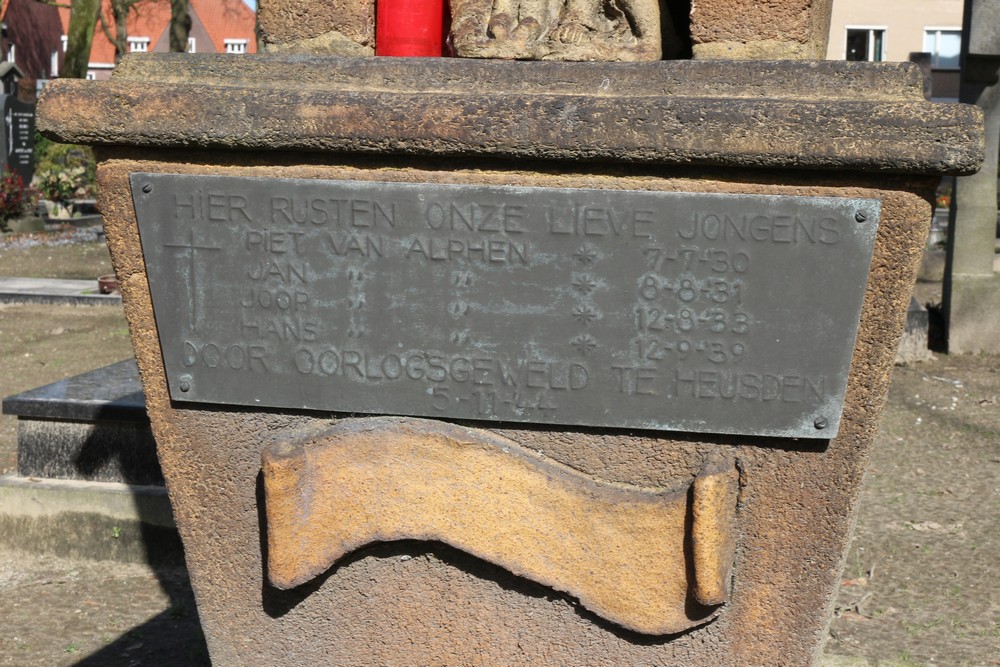 HIER RUSTEN ONZE LIEVE JONGENS
PIET VAN ALPHEN * 7-7-30
JAN " " * 8-8-31
JOOP " " * 12-8-33
HANS " " * 12-9-39
DOOR OORLOGSGEWELD TE HEUSDEN
5-11-44